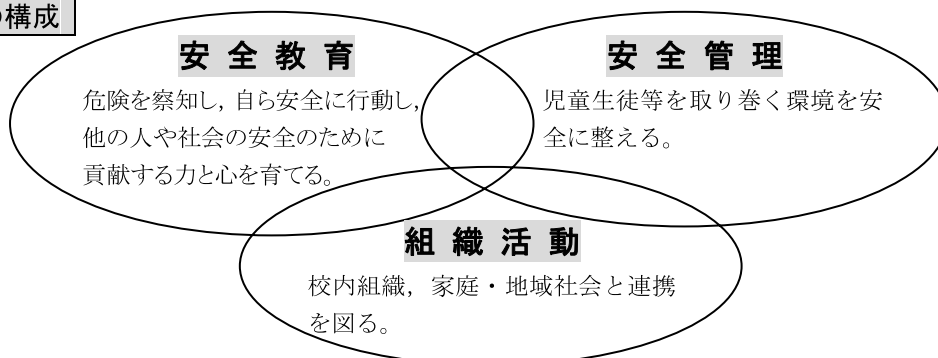 の構成
安全教育
危険を察知し，自ら安全に行動し，
他の人や社会の安全のために
貢献する力と心を育てる。
安全管理
児童生徒等を取り巻く環境を安
全に整える。
組織活動
校内組織，家庭・地域社会と連携
を図る。